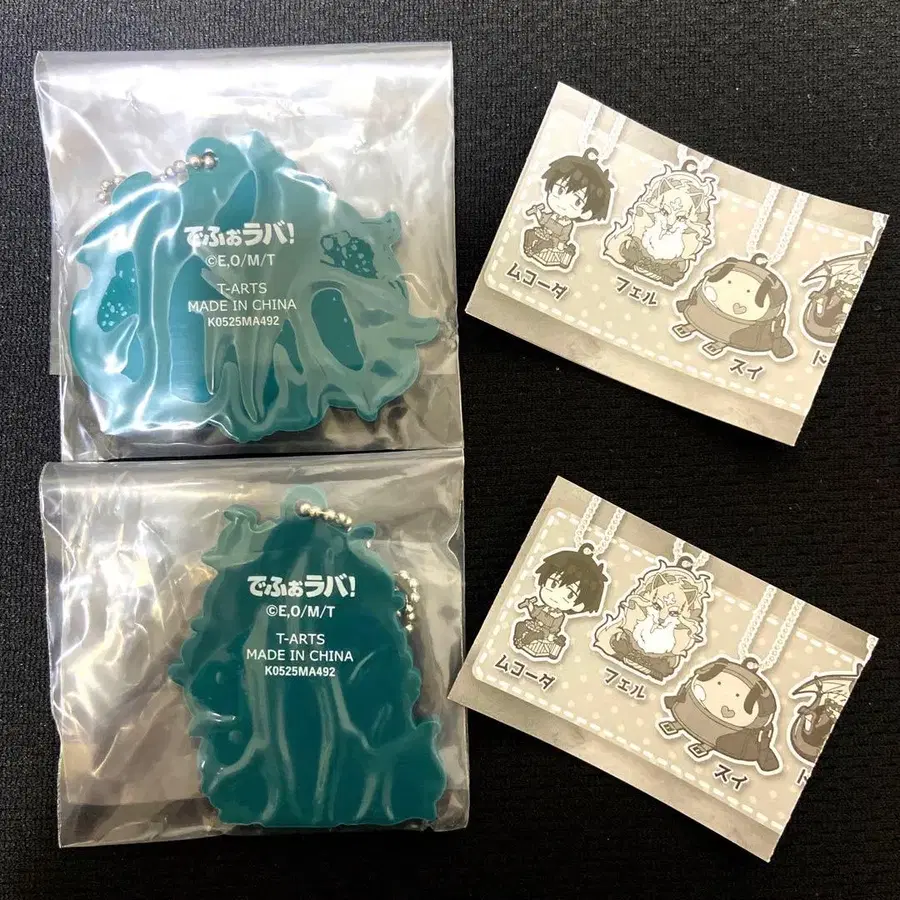 でふぉラバ!
©E,O/M/T
T-ARTS
MADE IN CHINA
K0525MA492
ムコーダ
フェル
スイ
ド
でふぉラバ!
©E,O/M/T
T-ARTS
MADE IN CHINA
K0525MA492
ムコーダ
フェル
スイ
ド